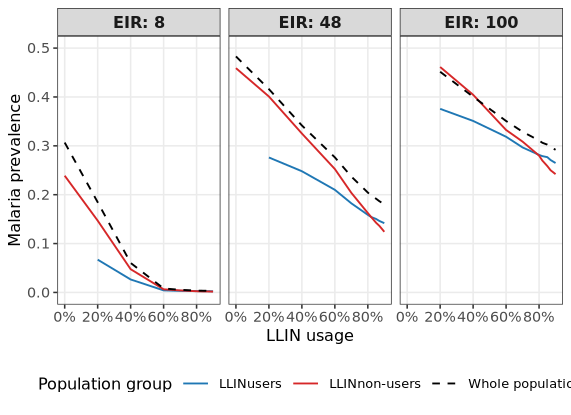 EIR: 8 EIR: 48 EIR: 100
0.5
0.4
0.3
0.2
0.1
0.0
Malaria prevalence
0% 20% 40% 60% 80% 0% 20% 40% 60% 80% 0% 20% 40% 60% 80%
LLIN usage
Population group LLINusers LLINnon-users Whole populatio